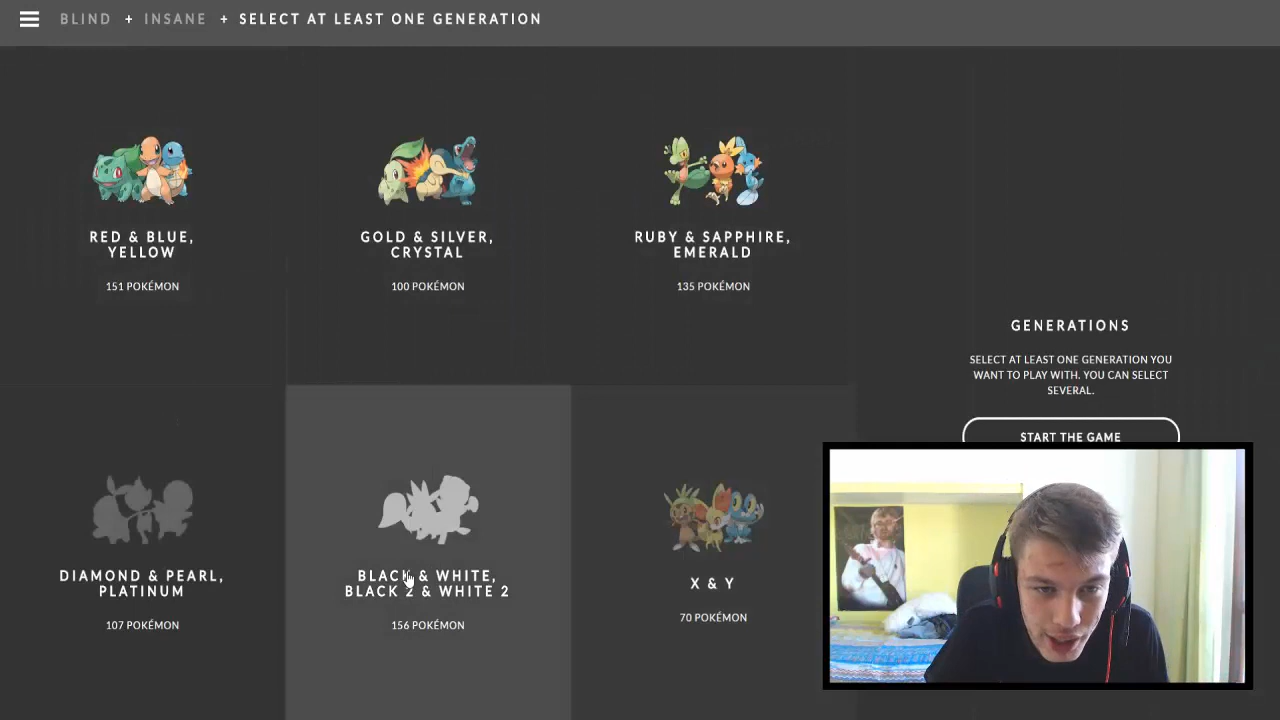 BLIND + INSANE + SELECT AT LEAST ONE GENERATION
RED & BLUE,
YELLOW
151 POKÉMON
GOLD & SILVER,
CRYSTAL
100 POKÉMON
RUBY & SAPPHIRE,
EMERALD
135 POKÉMON
GENERATIONS
SELECT AT LEAST ONE GENERATION YOU
WANT TO PLAY WITH. YOU CAN SELECT
SEVERAL.
START THE GAME
DIAMOND & PEARL,
PLATINUM
107 POKÉMON
BLACK & WHITE,
BLACK 2 & WHITE 2
156 POKÉMON
X & Y
70 POKÉMON